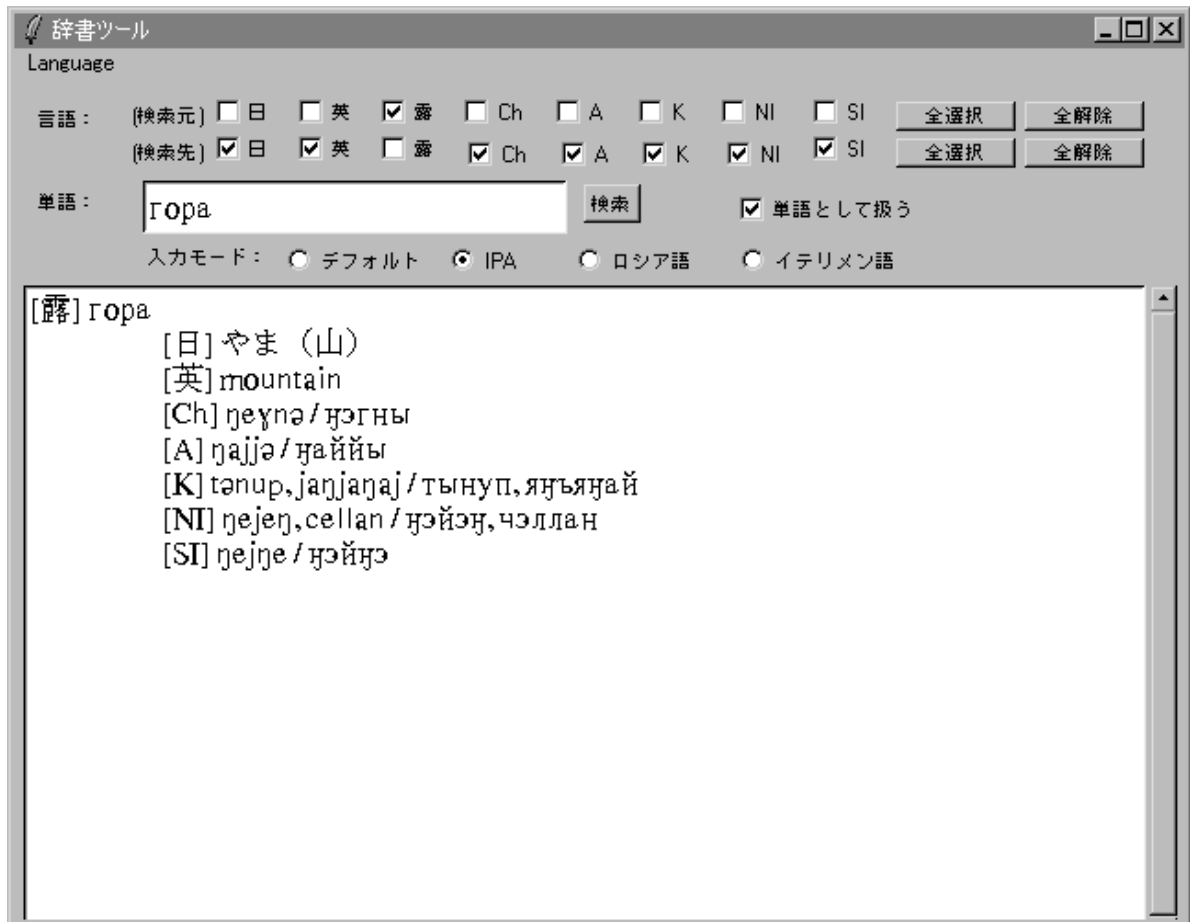 辞書ツール
Language
言語： (検索元) 日 英 露 Ch A K NI SI 全選択 全解除
(検索先) 日 英 露 Ch A K NI SI 全選択 全解除
単語： гора 検索 単語として扱う
入力モード： デフォルト IPA ロシア語 イテリメン語
[露] гора
[日] やま（山）
[英] mountain
[Ch] ŋeɣnə / ӈэгны
[A] ŋajjə / ӈаййы
[K] tənup, jaŋjaŋaj / тынуп, яӈъяӈай
[NI] ŋejeŋ, cellan / ӈэйэӈ, чэллан
[SI] ŋejŋe / ӈэйӈэ